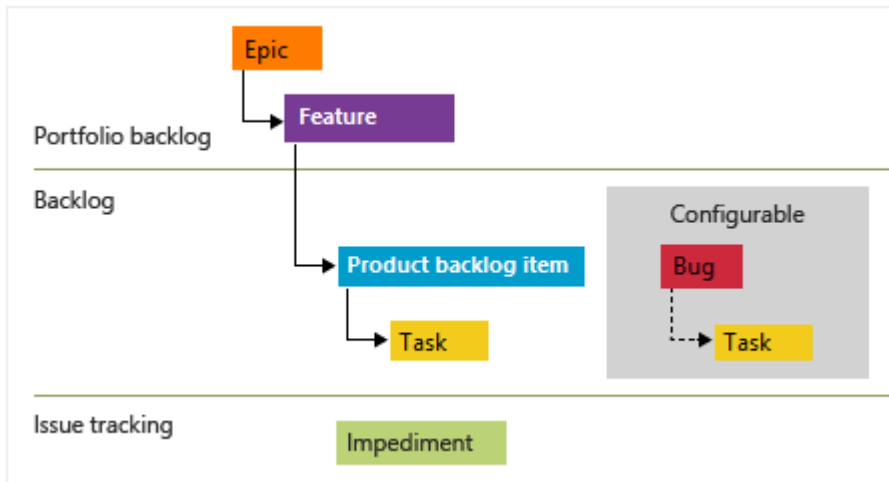 Epic
Feature
Portfolio backlog
Backlog
Configurable
Product backlog item
Bug
Task
Task
Issue tracking
Impediment